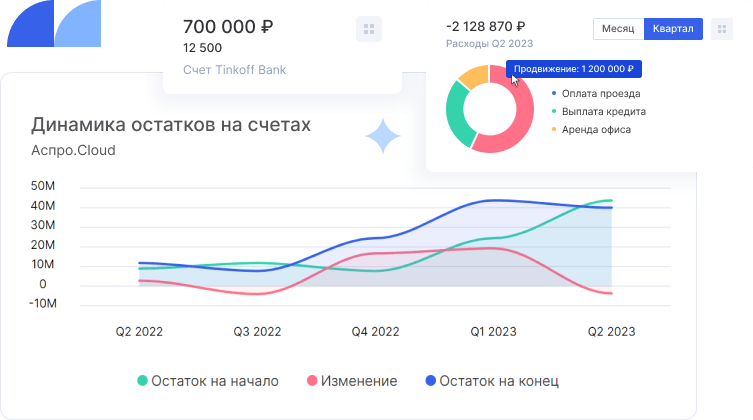 700 000 ₽
12 500
Счет Tinkoff Bank
-2 128 870 ₽
Расходы Q2 2023
Месяц
Квартал
Продвижение: 1 200 000 ₽
Оплата проезда
Выплата кредита
Аренда офиса
Динамика остатков на счетах
Аспро.Cloud
50M
40M
30M
20M
10M
0
-10M
Q2 2022
Q3 2022
Q4 2022
Q1 2023
Q2 2023
Остаток на начало
Изменение
Остаток на конец